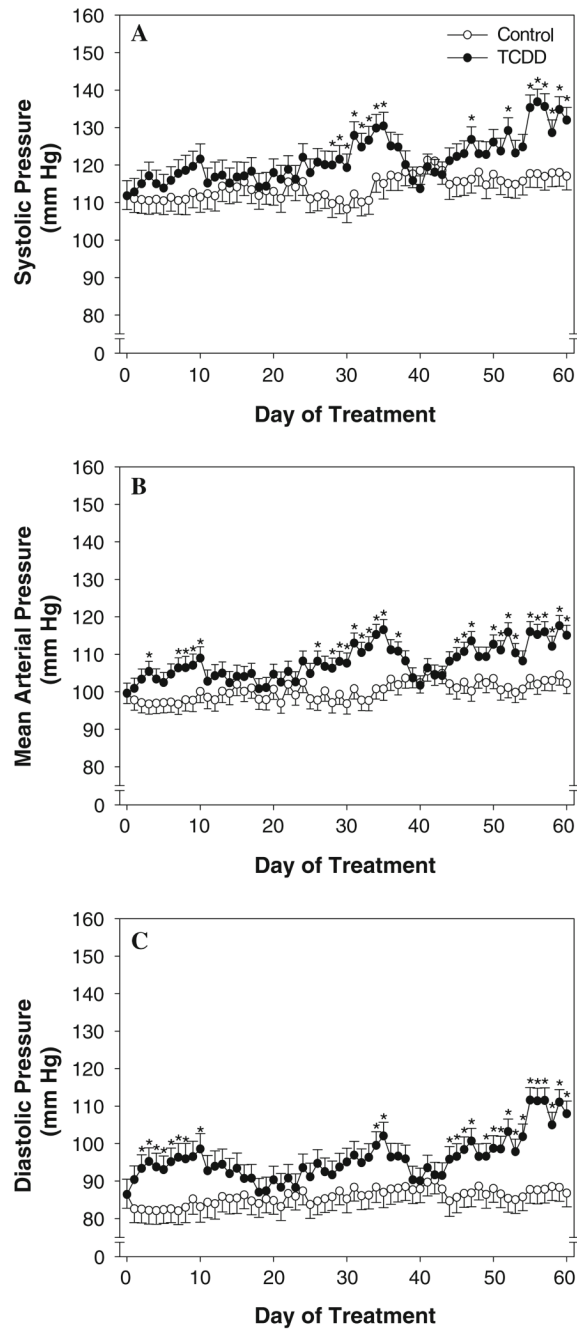 A
Control
TCDD
160
150
140
130
120
110
100
90
80
0
Systolic Pressure
(mm Hg)
* * * * * * * * * * * * * * * *
0 10 20 30 40 50 60
Day of Treatment
B
160
150
140
130
120
110
100
90
80
0
Mean Arterial Pressure
(mm Hg)
0 10 20 30 40 50 60
Day of Treatment
C
160
150
140
130
120
110
100
90
80
0
Diastolic Pressure
(mm Hg)
0 10 20 30 40 50 60
Day of Treatment